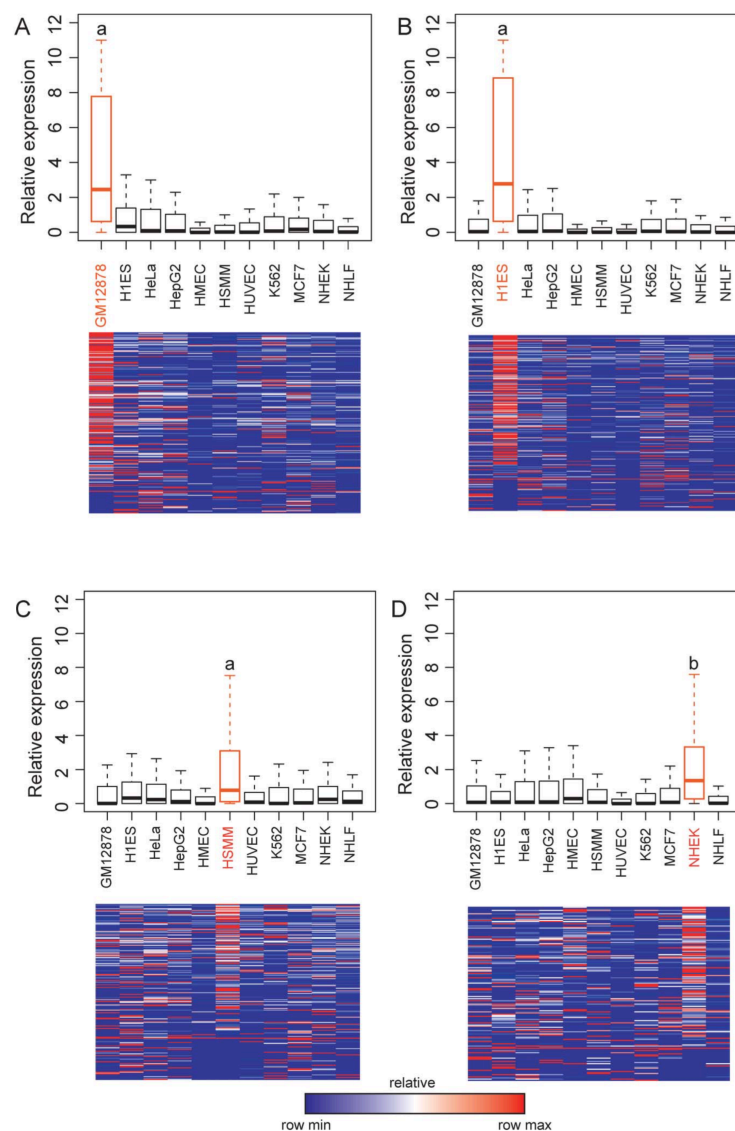 A
a
Relative expression
12
10
8
6
4
2
0
GM12878
H1ES
HeLa
HepG2
HMEC
HSMM
HUVEC
K562
MCF7
NHEK
NHLF
B
a
Relative expression
12
10
8
6
4
2
0
GM12878
H1ES
HeLa
HepG2
HMEC
HSMM
HUVEC
K562
MCF7
NHEK
NHLF
C
a
Relative expression
12
10
8
6
4
2
0
GM12878
H1ES
HeLa
HepG2
HMEC
HSMM
HUVEC
K562
MCF7
NHEK
NHLF
D
b
Relative expression
12
10
8
6
4
2
0
GM12878
H1ES
HeLa
HepG2
HMEC
HSMM
HUVEC
K562
MCF7
NHEK
NHLF
relative
row min row max